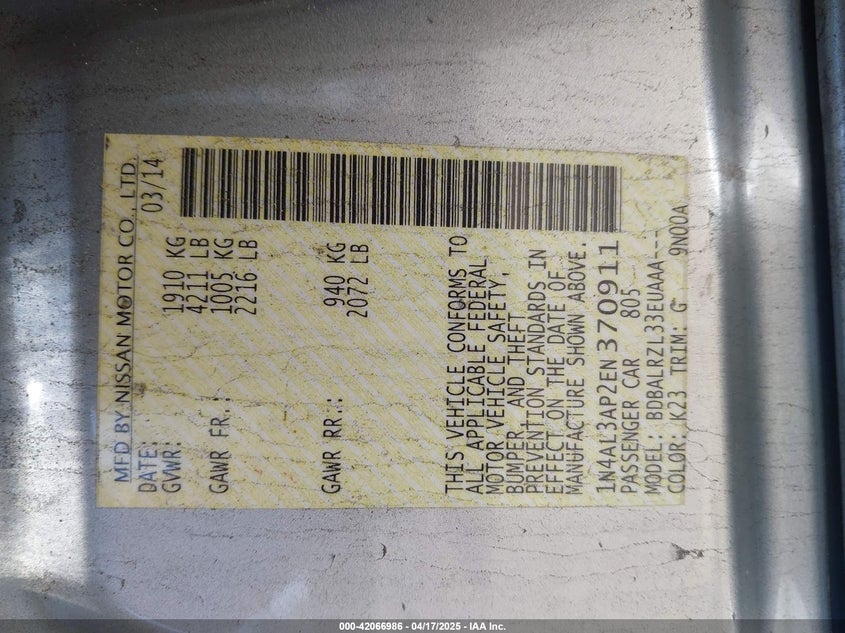 MFD BY NISSAN MOTOR CO., LTD.
DATE: 03/14
GVWR: 1910 KG
4211 LB
GAWR FR.: 1005 KG
2216 LB
GAWR RR.: 940 KG
2072 LB
THIS VEHICLE CONFORMS TO
ALL APPLICABLE FEDERAL
MOTOR VEHICLE SAFETY,
BUMPER, AND THEFT
PREVENTION STANDARDS IN
EFFECT ON THE DATE OF
MANUFACTURE SHOWN ABOVE.
1N4AL3AP2EN370911
PASSENGER CAR 805
MODEL: BDBALRZL33EUAAA---
COLOR: K23 TRIM: G 9N00A
000-42066986 - 04/17/2025 - IAA Inc.